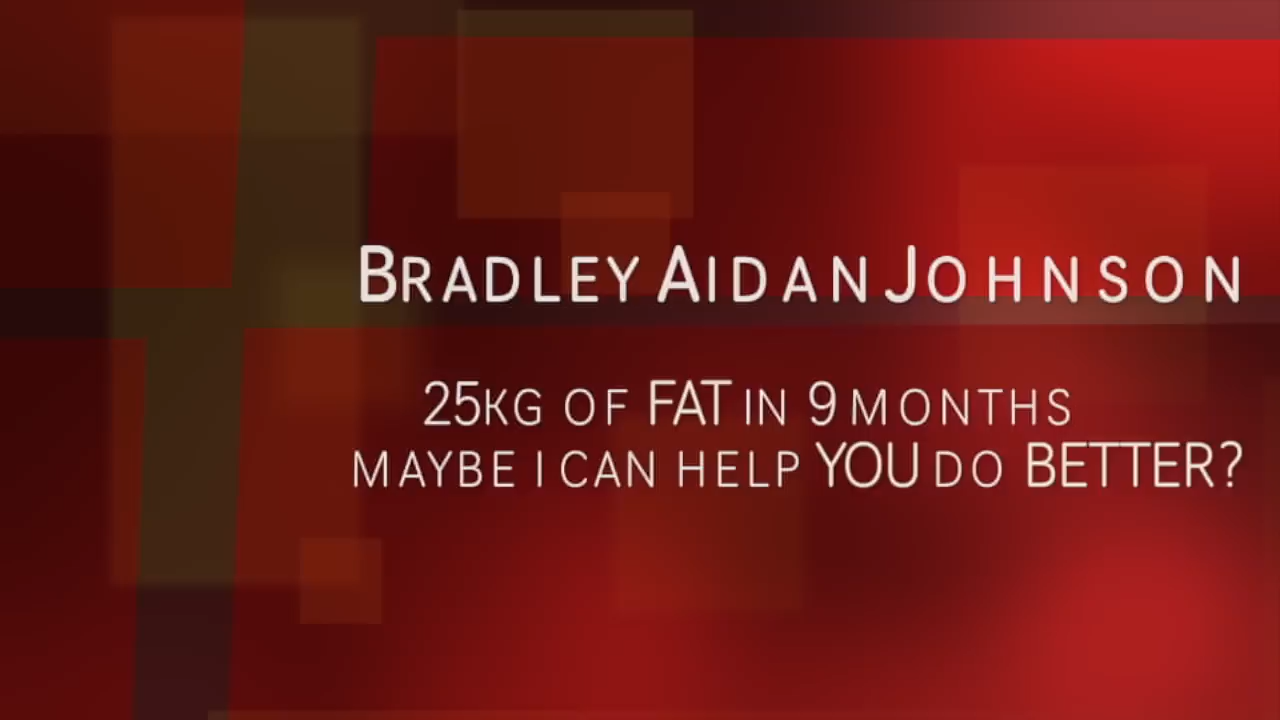 BRADLEY AIDAN JOHNSON
25KG OF FAT IN 9 MONTHS
MAYBE I CAN HELP YOU DO BETTER?